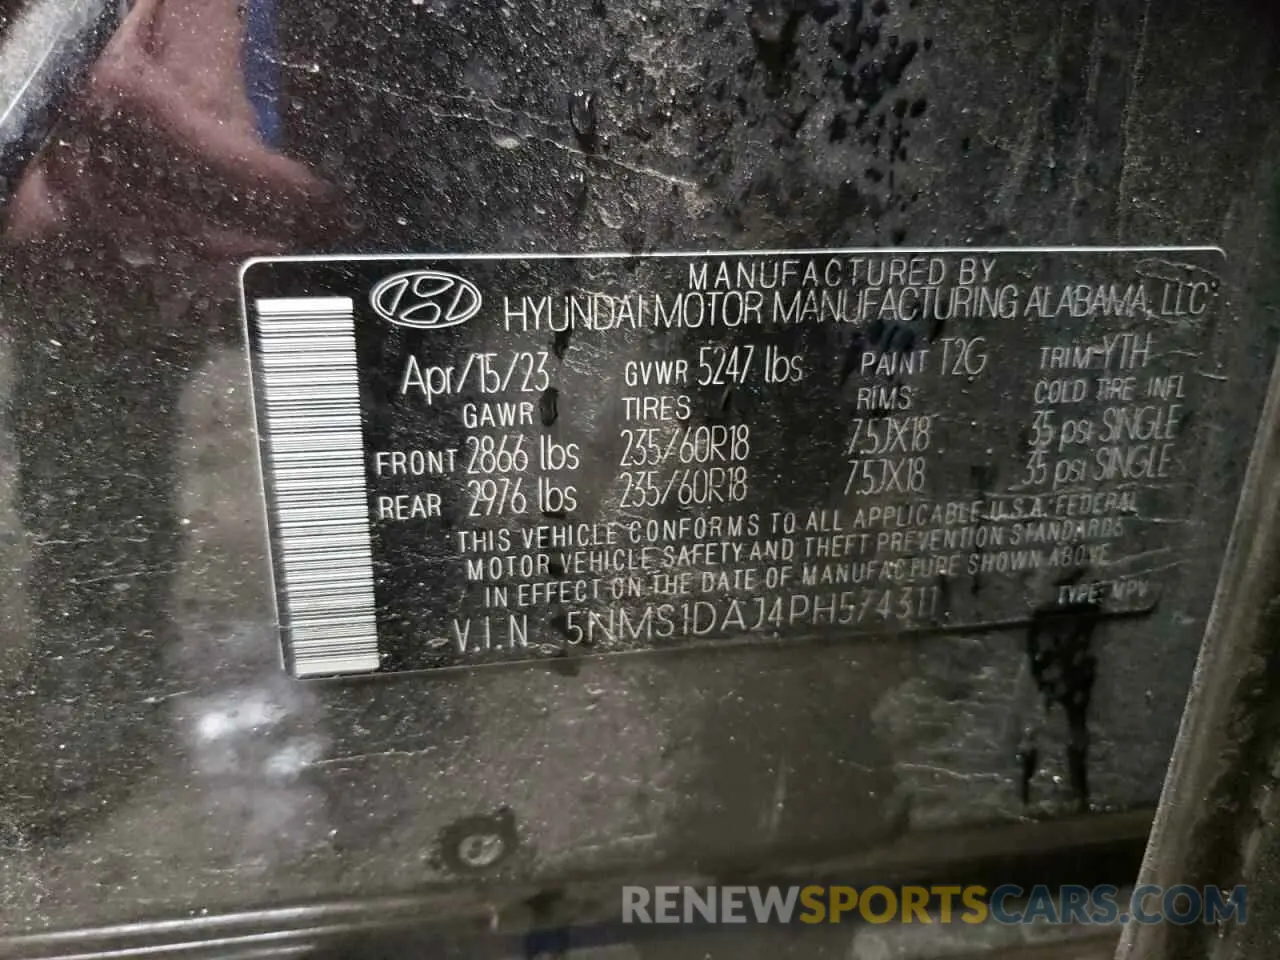 MANUFACTURED BY
HYUNDAI MOTOR MANUFACTURING ALABAMA, LLC
Apr/15/23 GVWR 5247 lbs PAINT T2G TRIM YTH
GAWR TIRES RIMS COLD TIRE INFL
FRONT 2866 lbs 235/60R18 7.5JX18 35 psi SINGLE
REAR 2976 lbs 235/60R18 7.5JX18 35 psi SINGLE
THIS VEHICLE CONFORMS TO ALL APPLICABLE U.S.A. FEDERAL
MOTOR VEHICLE SAFETY AND THEFT PREVENTION STANDARDS
IN EFFECT ON THE DATE OF MANUFACTURE SHOWN ABOVE
V.I.N. 5NMS1DAJ4PH574311 TYPE: MPV
RENEWSPORTSCARS.COM